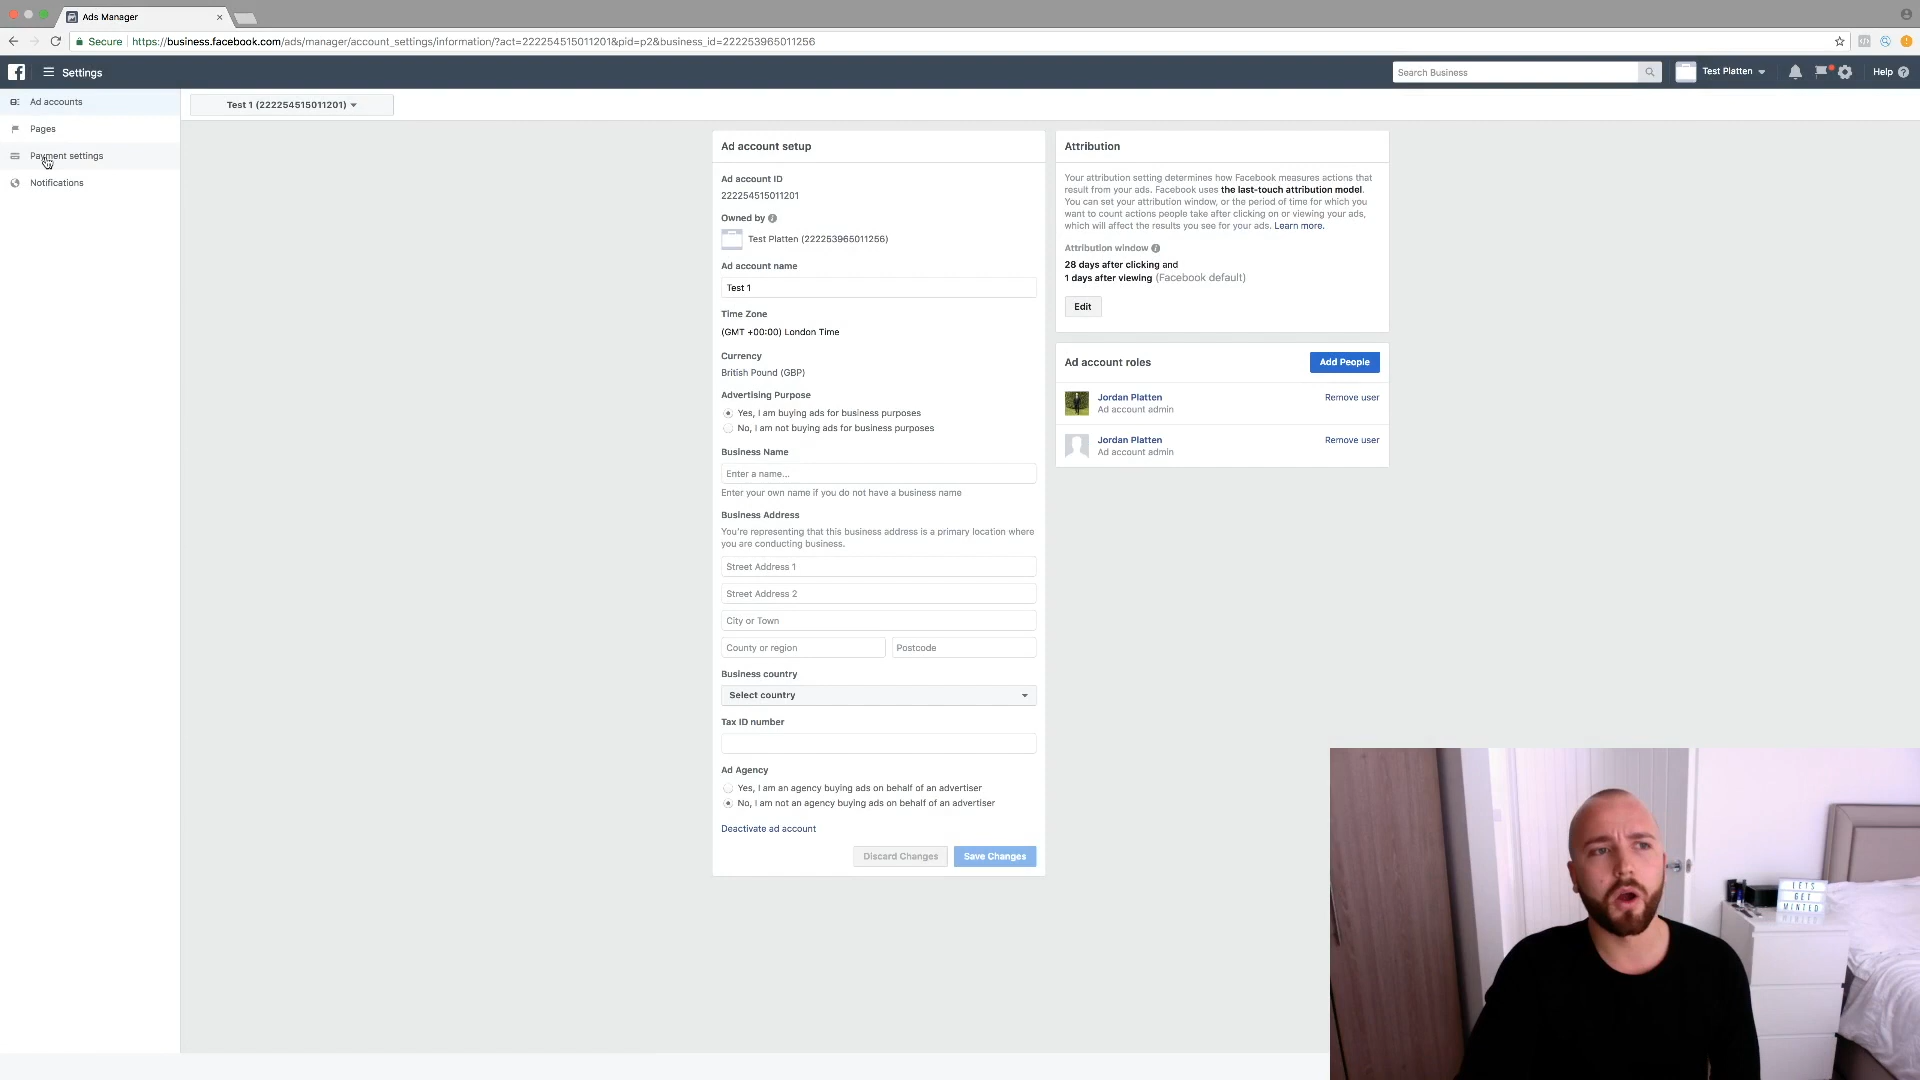 Ads Manager
Secure https://business.facebook.com/ads/manager/account_settings/information/?act=222254515011201&pid=p2&business_id=222253965011256
Settings
Search Business
Test Platten
Help
Ad accounts
Pages
Payment settings
Notifications
Test 1 (222254515011201)
Ad account setup
Ad account ID
222254515011201
Owned by
Test Platten (222253965011256)
Ad account name
Test 1
Time Zone
(GMT +00:00) London Time
Currency
British Pound (GBP)
Advertising Purpose
Yes, I am buying ads for business purposes
No, I am not buying ads for business purposes
Business Name
Enter a name...
Enter your own name if you do not have a business name
Business Address
You're representing that this business address is a primary location where
you are conducting business.
Street Address 1
Street Address 2
City or Town
County or region
Postcode
Business country
Select country
Tax ID number
Ad Agency
Yes, I am an agency buying ads on behalf of an advertiser
No, I am not an agency buying ads on behalf of an advertiser
Deactivate ad account
Discard Changes
Save Changes
Attribution
Your attribution setting determines how Facebook measures actions that
result from your ads. Facebook uses the last-touch attribution model.
You can set your attribution window, or the period of time for which you
want to count actions people take after clicking on or viewing your ads,
which will affect the results you see for your ads. Learn more.
Attribution window
28 days after clicking and
1 days after viewing (Facebook default)
Edit
Ad account roles
Add People
Jordan Platten
Remove user
Ad account admin
Jordan Platten
Remove user
Ad account admin
LETS
GET
MINTED